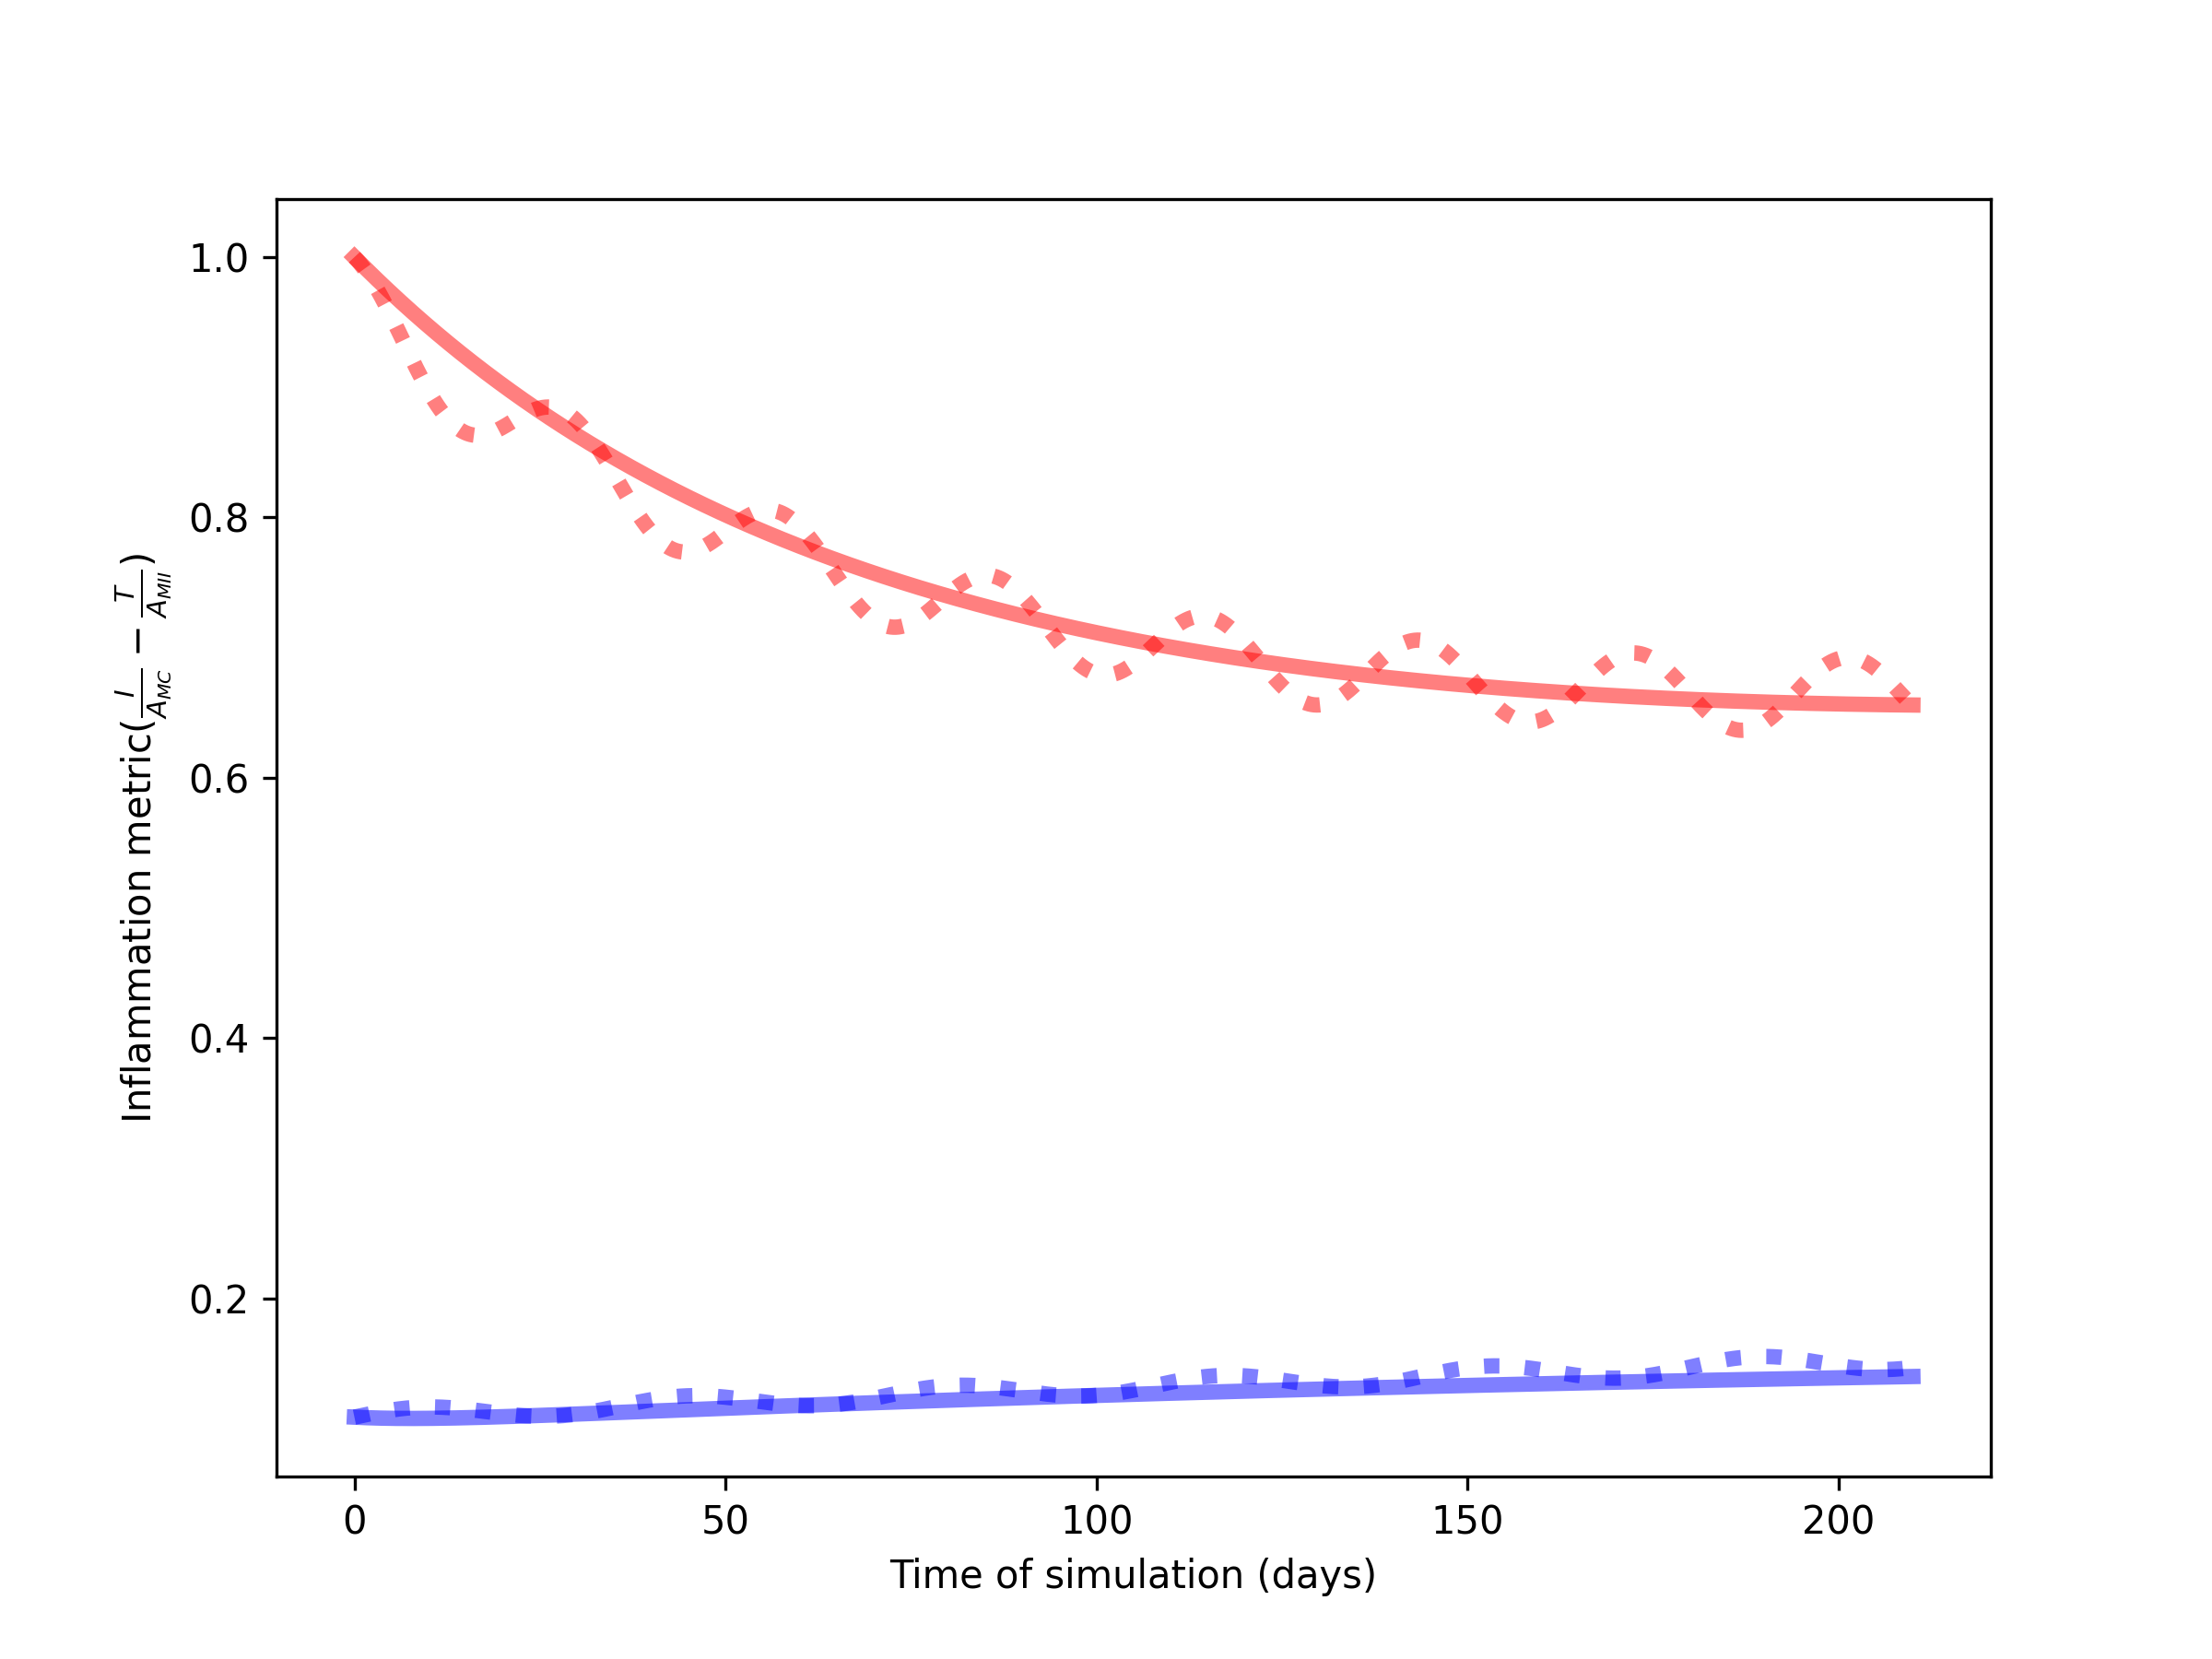 1.0
0.8
0.6
0.4
0.2
Inflammation metric(\frac{I}{A_{MC}} − \frac{T}{A_{MII}})
0 50 100 150 200
Time of simulation (days)